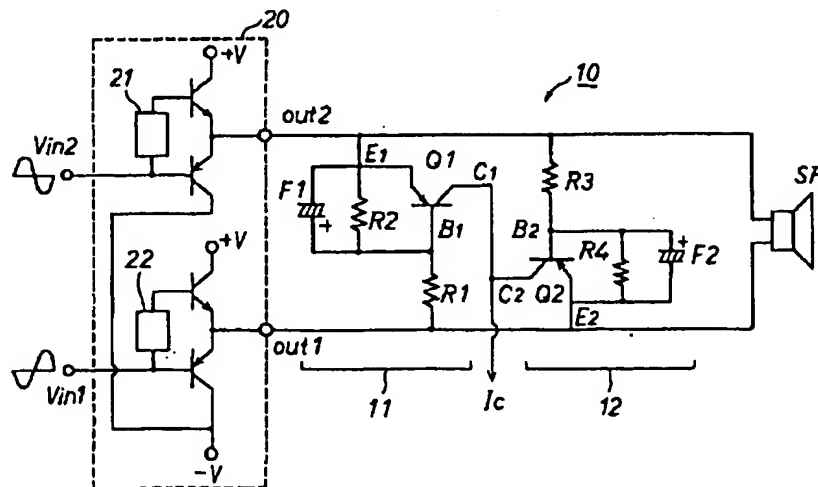 20
+V
21
10
out2
Vin2
E1
Q1
C1
R3
SP
F1
R2
B1
B2
R4
F2
+V
22
R1
C2
Q2
E2
out1
Vin1
11
Ic
12
-V
+
+